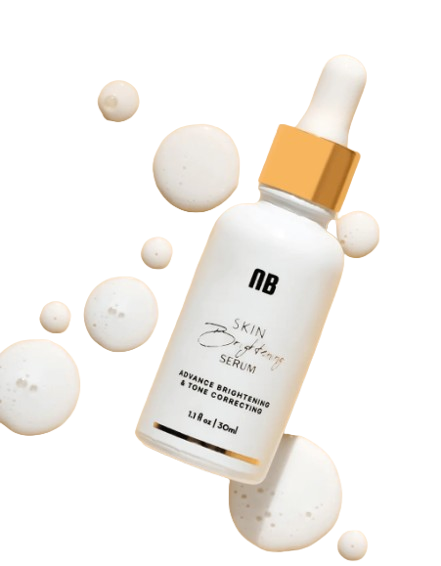 NB
SKIN
Brightening
SERUM
ADVANCE BRIGHTENING
& TONE CORRECTING
1.1 fl oz | 30ml